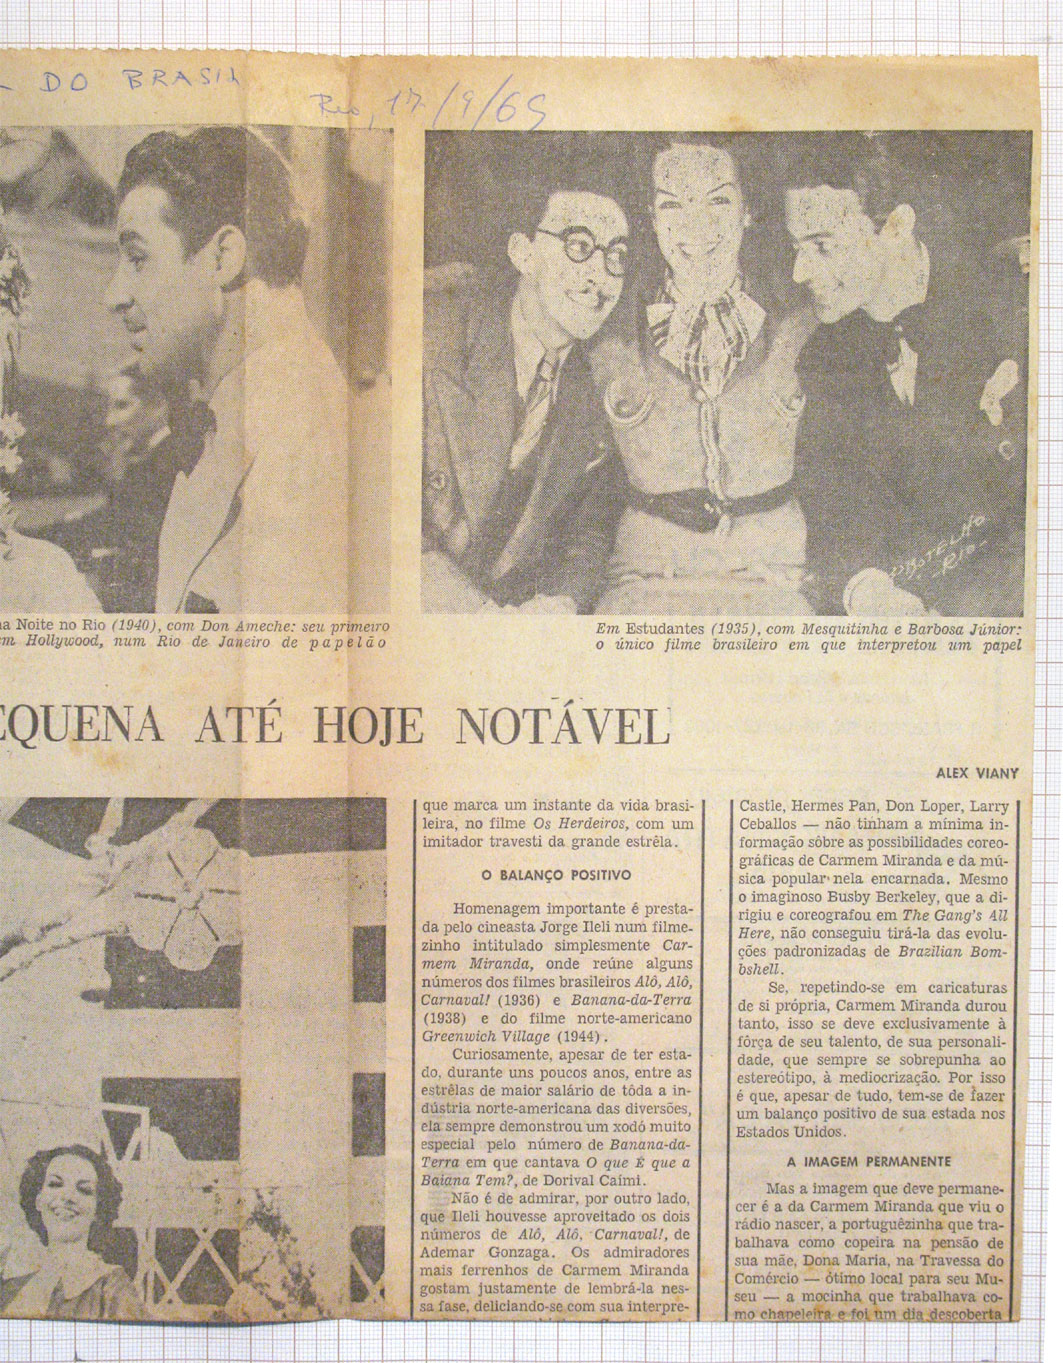 DO BRASIL
Rio, 17/9/69
BOTELHO
-RIO-
a Noite no Rio (1940), com Don Ameche: seu primeiro
m Hollywood, num Rio de Janeiro de papelão
Em Estudantes (1935), com Mesquitinha e Barbosa Júnior:
o único filme brasileiro em que interpretou um papel
EQUENA ATÉ HOJE NOTÁVEL
ALEX VIANY
que marca um instante da vida brasi-
leira, no filme Os Herdeiros, com um
imitador travesti da grande estrêla.
O BALANÇO POSITIVO
Homenagem importante é presta-
da pelo cineasta Jorge Ileli num filme-
zinho intitulado simplesmente Car-
mem Miranda, onde reúne alguns
números dos filmes brasileiros Alô, Alô,
Carnaval! (1936) e Banana-da-Terra
(1938) e do filme norte-americano
Greenwich Village (1944).
Curiosamente, apesar de ter esta-
do, durante uns poucos anos, entre as
estrêlas de maior salário de tôda a in-
dústria norte-americana das diversões,
ela sempre demonstrou um xodó muito
especial pelo número de Banana-da-
Terra em que cantava O que É que a
Baiana Tem?, de Dorival Caími.
Não é de admirar, por outro lado,
que Ileli houvesse aproveitado os dois
números de Alô, Alô, Carnaval!, de
Ademar Gonzaga. Os admiradores
mais ferrenhos de Carmem Miranda
gostam justamente de lembrá-la nes-
sa fase, deliciando-se com sua interpre-
Castle, Hermes Pan, Don Loper, Larry
Ceballos — não tinham a mínima in-
formação sôbre as possibilidades coreo-
gráficas de Carmem Miranda e da mú-
sica popular nela encarnada. Mesmo
o imaginoso Busby Berkeley, que a di-
rigiu e coreografou em The Gang's All
Here, não conseguiu tirá-la das evolu-
ções padronizadas de Brazilian Bom-
bshell.
Se, repetindo-se em caricaturas
de si própria, Carmem Miranda durou
tanto, isso se deve exclusivamente à
fôrça de seu talento, de sua personali-
dade, que sempre se sobrepunha ao
estereótipo, à mediocrização. Por isso
é que, apesar de tudo, tem-se de fazer
um balanço positivo de sua estada nos
Estados Unidos.
A IMAGEM PERMANENTE
Mas a imagem que deve permane-
cer é a da Carmem Miranda que viu o
rádio nascer, a portuguêzinha que tra-
balhava como copeira na pensão de
sua mãe, Dona Maria, na Travessa do
Comércio — ótimo local para seu Mu-
seu — a mocinha que trabalhava co-
mo chapeleira e foi um dia descoberta